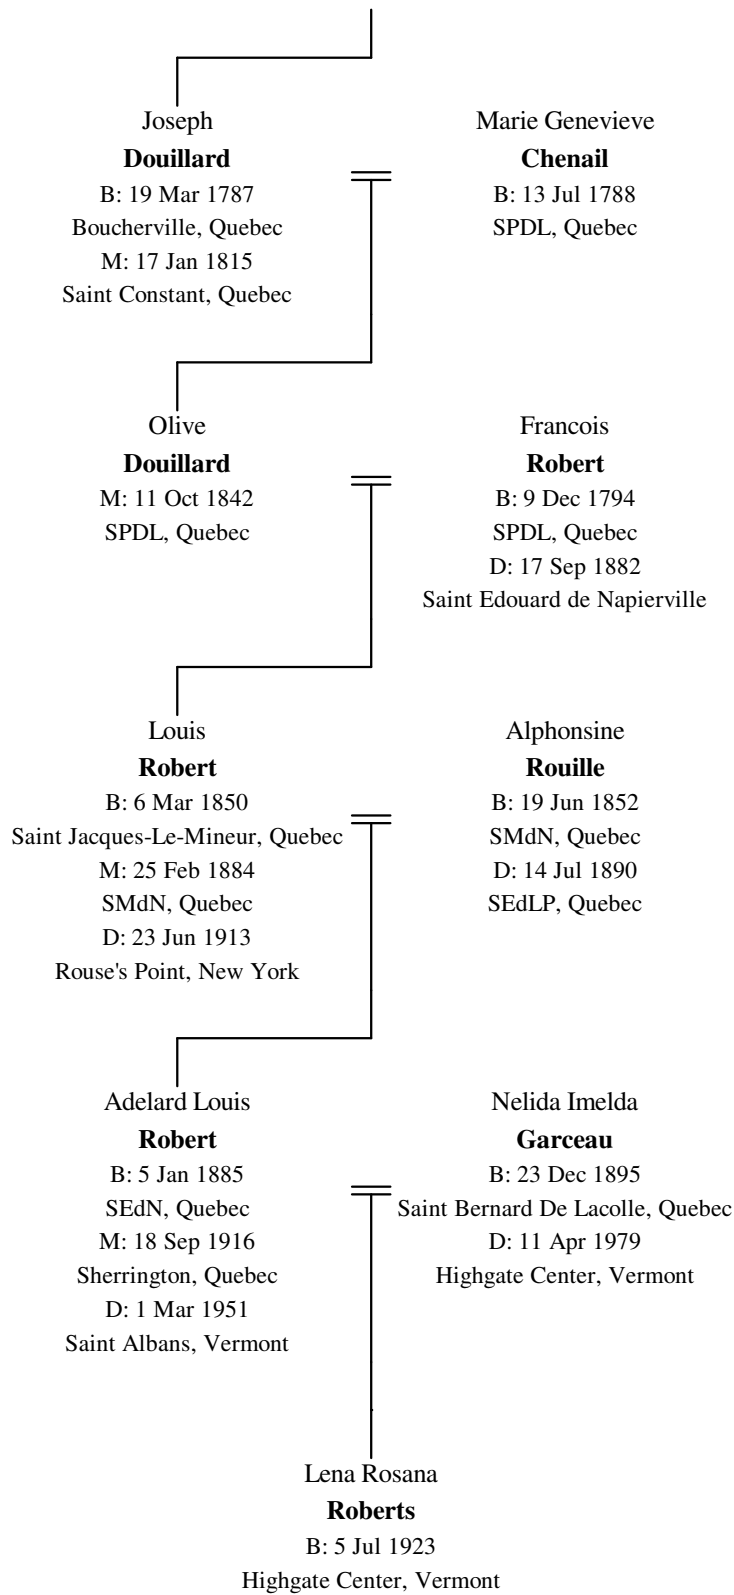 Joseph
Douillard
B: 19 Mar 1787
Boucherville, Quebec
M: 17 Jan 1815
Saint Constant, Quebec
Marie Genevieve
Chenail
B: 13 Jul 1788
SPDL, Quebec
Olive
Douillard
M: 11 Oct 1842
SPDL, Quebec
Francois
Robert
B: 9 Dec 1794
SPDL, Quebec
D: 17 Sep 1882
Saint Edouard de Napierville
Louis
Robert
B: 6 Mar 1850
Saint Jacques-Le-Mineur, Quebec
M: 25 Feb 1884
SMdN, Quebec
D: 23 Jun 1913
Rouse's Point, New York
Alphonsine
Rouille
B: 19 Jun 1852
SMdN, Quebec
D: 14 Jul 1890
SEdLP, Quebec
Adelard Louis
Robert
B: 5 Jan 1885
SEdN, Quebec
M: 18 Sep 1916
Sherrington, Quebec
D: 1 Mar 1951
Saint Albans, Vermont
Nelida Imelda
Garceau
B: 23 Dec 1895
Saint Bernard De Lacolle, Quebec
D: 11 Apr 1979
Highgate Center, Vermont
Lena Rosana
Roberts
B: 5 Jul 1923
Highgate Center, Vermont